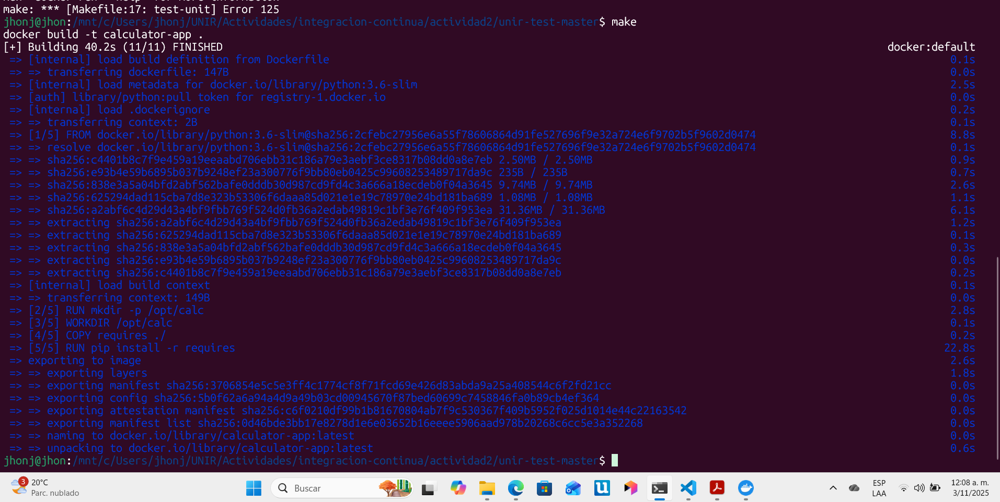 make: *** [Makefile:17: test-unit] Error 125
jhonj@jhon:/mnt/c/Users/jhonj/UNIR/Actividades/integracion-continua/actividad2/unir-test-master$ make
docker build -t calculator-app .
[+] Building 40.2s (11/11) FINISHED docker:default
=> [internal] load build definition from Dockerfile 0.1s
=> => transferring dockerfile: 147B 0.0s
=> [internal] load metadata for docker.io/library/python:3.6-slim 2.5s
=> [auth] library/python:pull token for registry-1.docker.io 0.0s
=> [internal] load .dockerignore 0.2s
=> => transferring context: 2B 0.1s
=> [1/5] FROM docker.io/library/python:3.6-slim@sha256:2cfebc27956e6a55f78606864d91fe527696f9e32a724e6f9702b5f9602d0474 8.8s
=> => resolve docker.io/library/python:3.6-slim@sha256:2cfebc27956e6a55f78606864d91fe527696f9e32a724e6f9702b5f9602d0474 0.1s
=> => sha256:c4401b8c7f9e459a19eeaabd706ebb31c186a79e3aebf3ce8317b08dd0a8e7eb 2.50MB / 2.50MB 0.9s
=> => sha256:e93b4e59b6895b037b9248ef23a300776f9bb80eb0425c99608253489717da9c 235B / 235B 0.7s
=> => sha256:838e3a5a04bfd2abf562bafe0dddb30d987cd9fd4c3a666a18ecdeb0f04a3645 9.74MB / 9.74MB 2.6s
=> => sha256:625294dad115cba7d8e323b53306f6daaa85d021e1e19c78970e24bd181ba689 1.08MB / 1.08MB 1.1s
=> => sha256:a2abf6c4d29d43a4bf9fbb769f524d0fb36a2edab49819c1bf3e76f409f953ea 31.36MB / 31.36MB 6.1s
=> => extracting sha256:a2abf6c4d29d43a4bf9fbb769f524d0fb36a2edab49819c1bf3e76f409f953ea 1.2s
=> => extracting sha256:625294dad115cba7d8e323b53306f6daaa85d021e1e19c78970e24bd181ba689 0.1s
=> => extracting sha256:838e3a5a04bfd2abf562bafe0dddb30d987cd9fd4c3a666a18ecdeb0f04a3645 0.3s
=> => extracting sha256:e93b4e59b6895b037b9248ef23a300776f9bb80eb0425c99608253489717da9c 0.0s
=> => extracting sha256:c4401b8c7f9e459a19eeaabd706ebb31c186a79e3aebf3ce8317b08dd0a8e7eb 0.2s
=> [internal] load build context 0.1s
=> => transferring context: 149B 0.0s
=> [2/5] RUN mkdir -p /opt/calc 2.8s
=> [3/5] WORKDIR /opt/calc 0.1s
=> [4/5] COPY requires ./ 0.2s
=> [5/5] RUN pip install -r requires 22.8s
=> exporting to image 2.6s
=> => exporting layers 1.8s
=> => exporting manifest sha256:3706854e5c5e3ff4c1774cf8f71fcd69e426d83abda9a25a408544c6f2fd21cc 0.0s
=> => exporting config sha256:5b0f62a6a94a4d9a49b03cd00945670f87bed60699c7458846fa0b89cb4ef364 0.0s
=> => exporting attestation manifest sha256:c6f0210df99b1b81670804ab7f9c530367f409b5952f025d1014e44c22163542 0.0s
=> => exporting manifest list sha256:0d46bde3bb17e8278d1e6e03652b16eeee5906aad978b20268c6cc5e3a352268 0.0s
=> => naming to docker.io/library/calculator-app:latest 0.0s
=> => unpacking to docker.io/library/calculator-app:latest 0.6s
jhonj@jhon:/mnt/c/Users/jhonj/UNIR/Actividades/integracion-continua/actividad2/unir-test-master$
3
20°C
Parc. nublado
Buscar
ESP
LAA
12:08 a. m.
3/11/2025